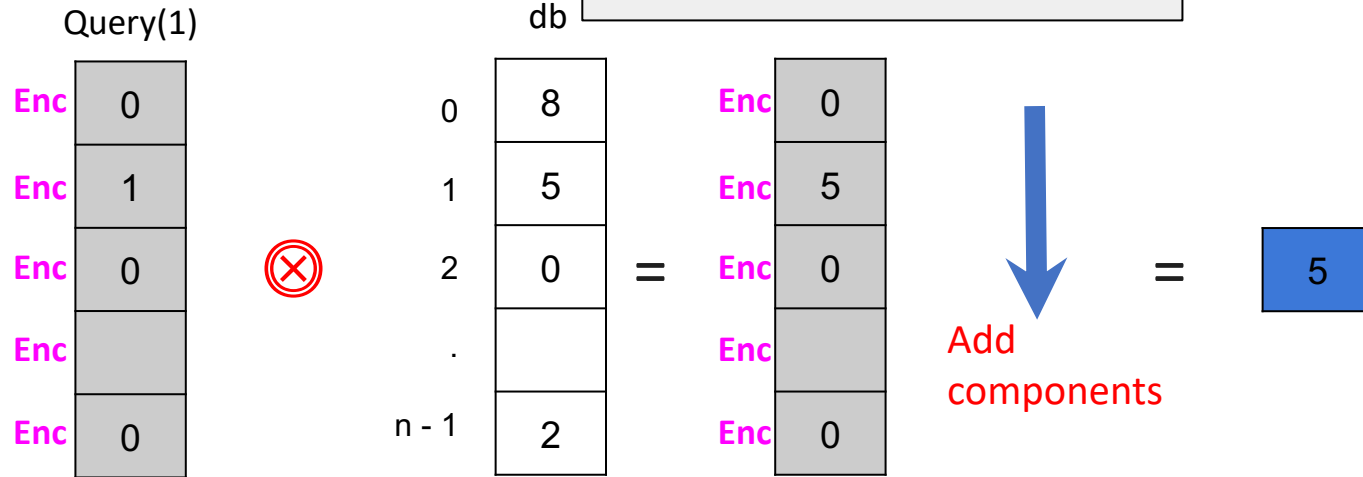 Query(1) db
Enc 0 0 8 Enc 0
Enc 1 1 5 Enc 5
Enc 0 ⊗ 2 0 = Enc 0 = 5
Enc . Enc
Add
components
Enc 0 n - 1 2 Enc 0